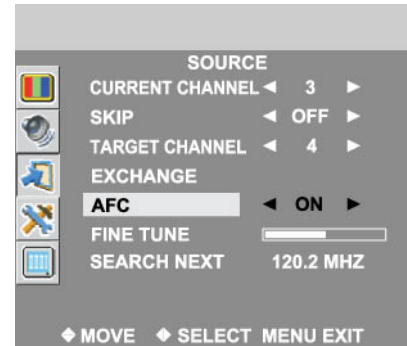 SOURCE
CURRENT CHANNEL ◄ 3 ►
SKIP ◄ OFF ►
TARGET CHANNEL ◄ 4 ►
EXCHANGE
AFC ◄ ON ►
FINE TUNE
SEARCH NEXT 120.2 MHZ
◆ MOVE ◆ SELECT MENU EXIT